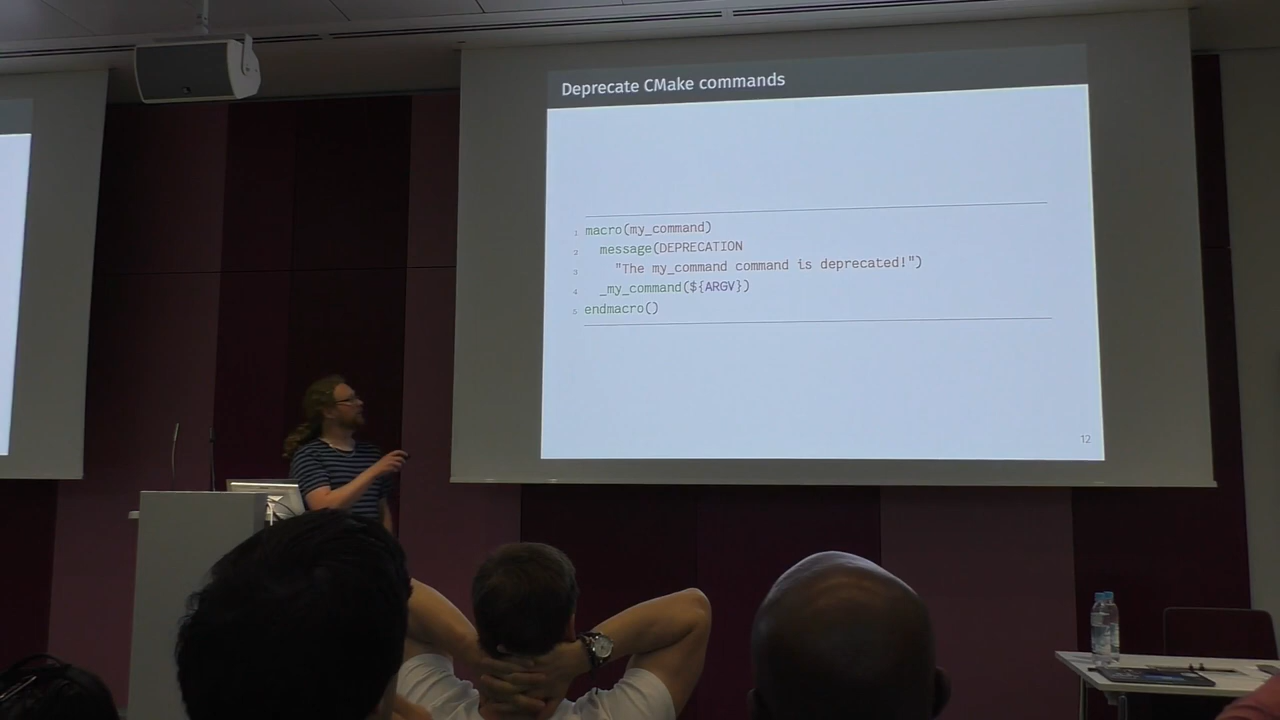 Deprecate CMake commands
1 macro(my_command)
2 message(DEPRECATION
3 "The my_command command is deprecated!")
4 _my_command(${ARGV})
5 endmacro()
12